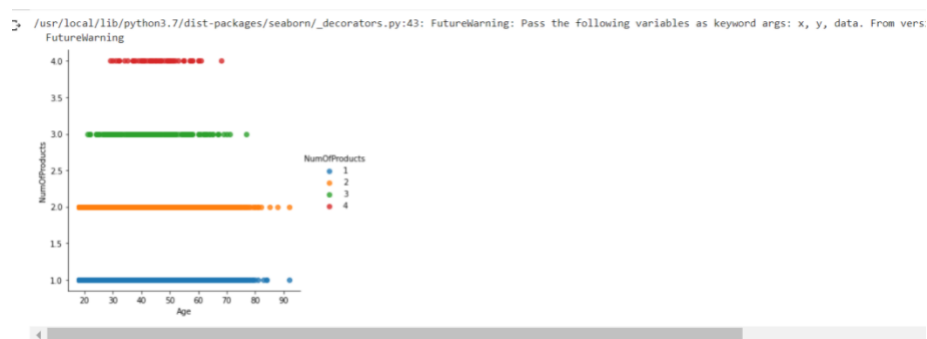 /usr/local/lib/python3.7/dist-packages/seaborn/_decorators.py:43: FutureWarning: Pass the following variables as keyword args: x, y, data. From
FutureWarning
4.0
3.5
3.0
2.5
2.0
1.5
1.0
NumOfProducts
20 30 40 50 60 70 80 90
Age
NumOfProducts
1
2
3
4